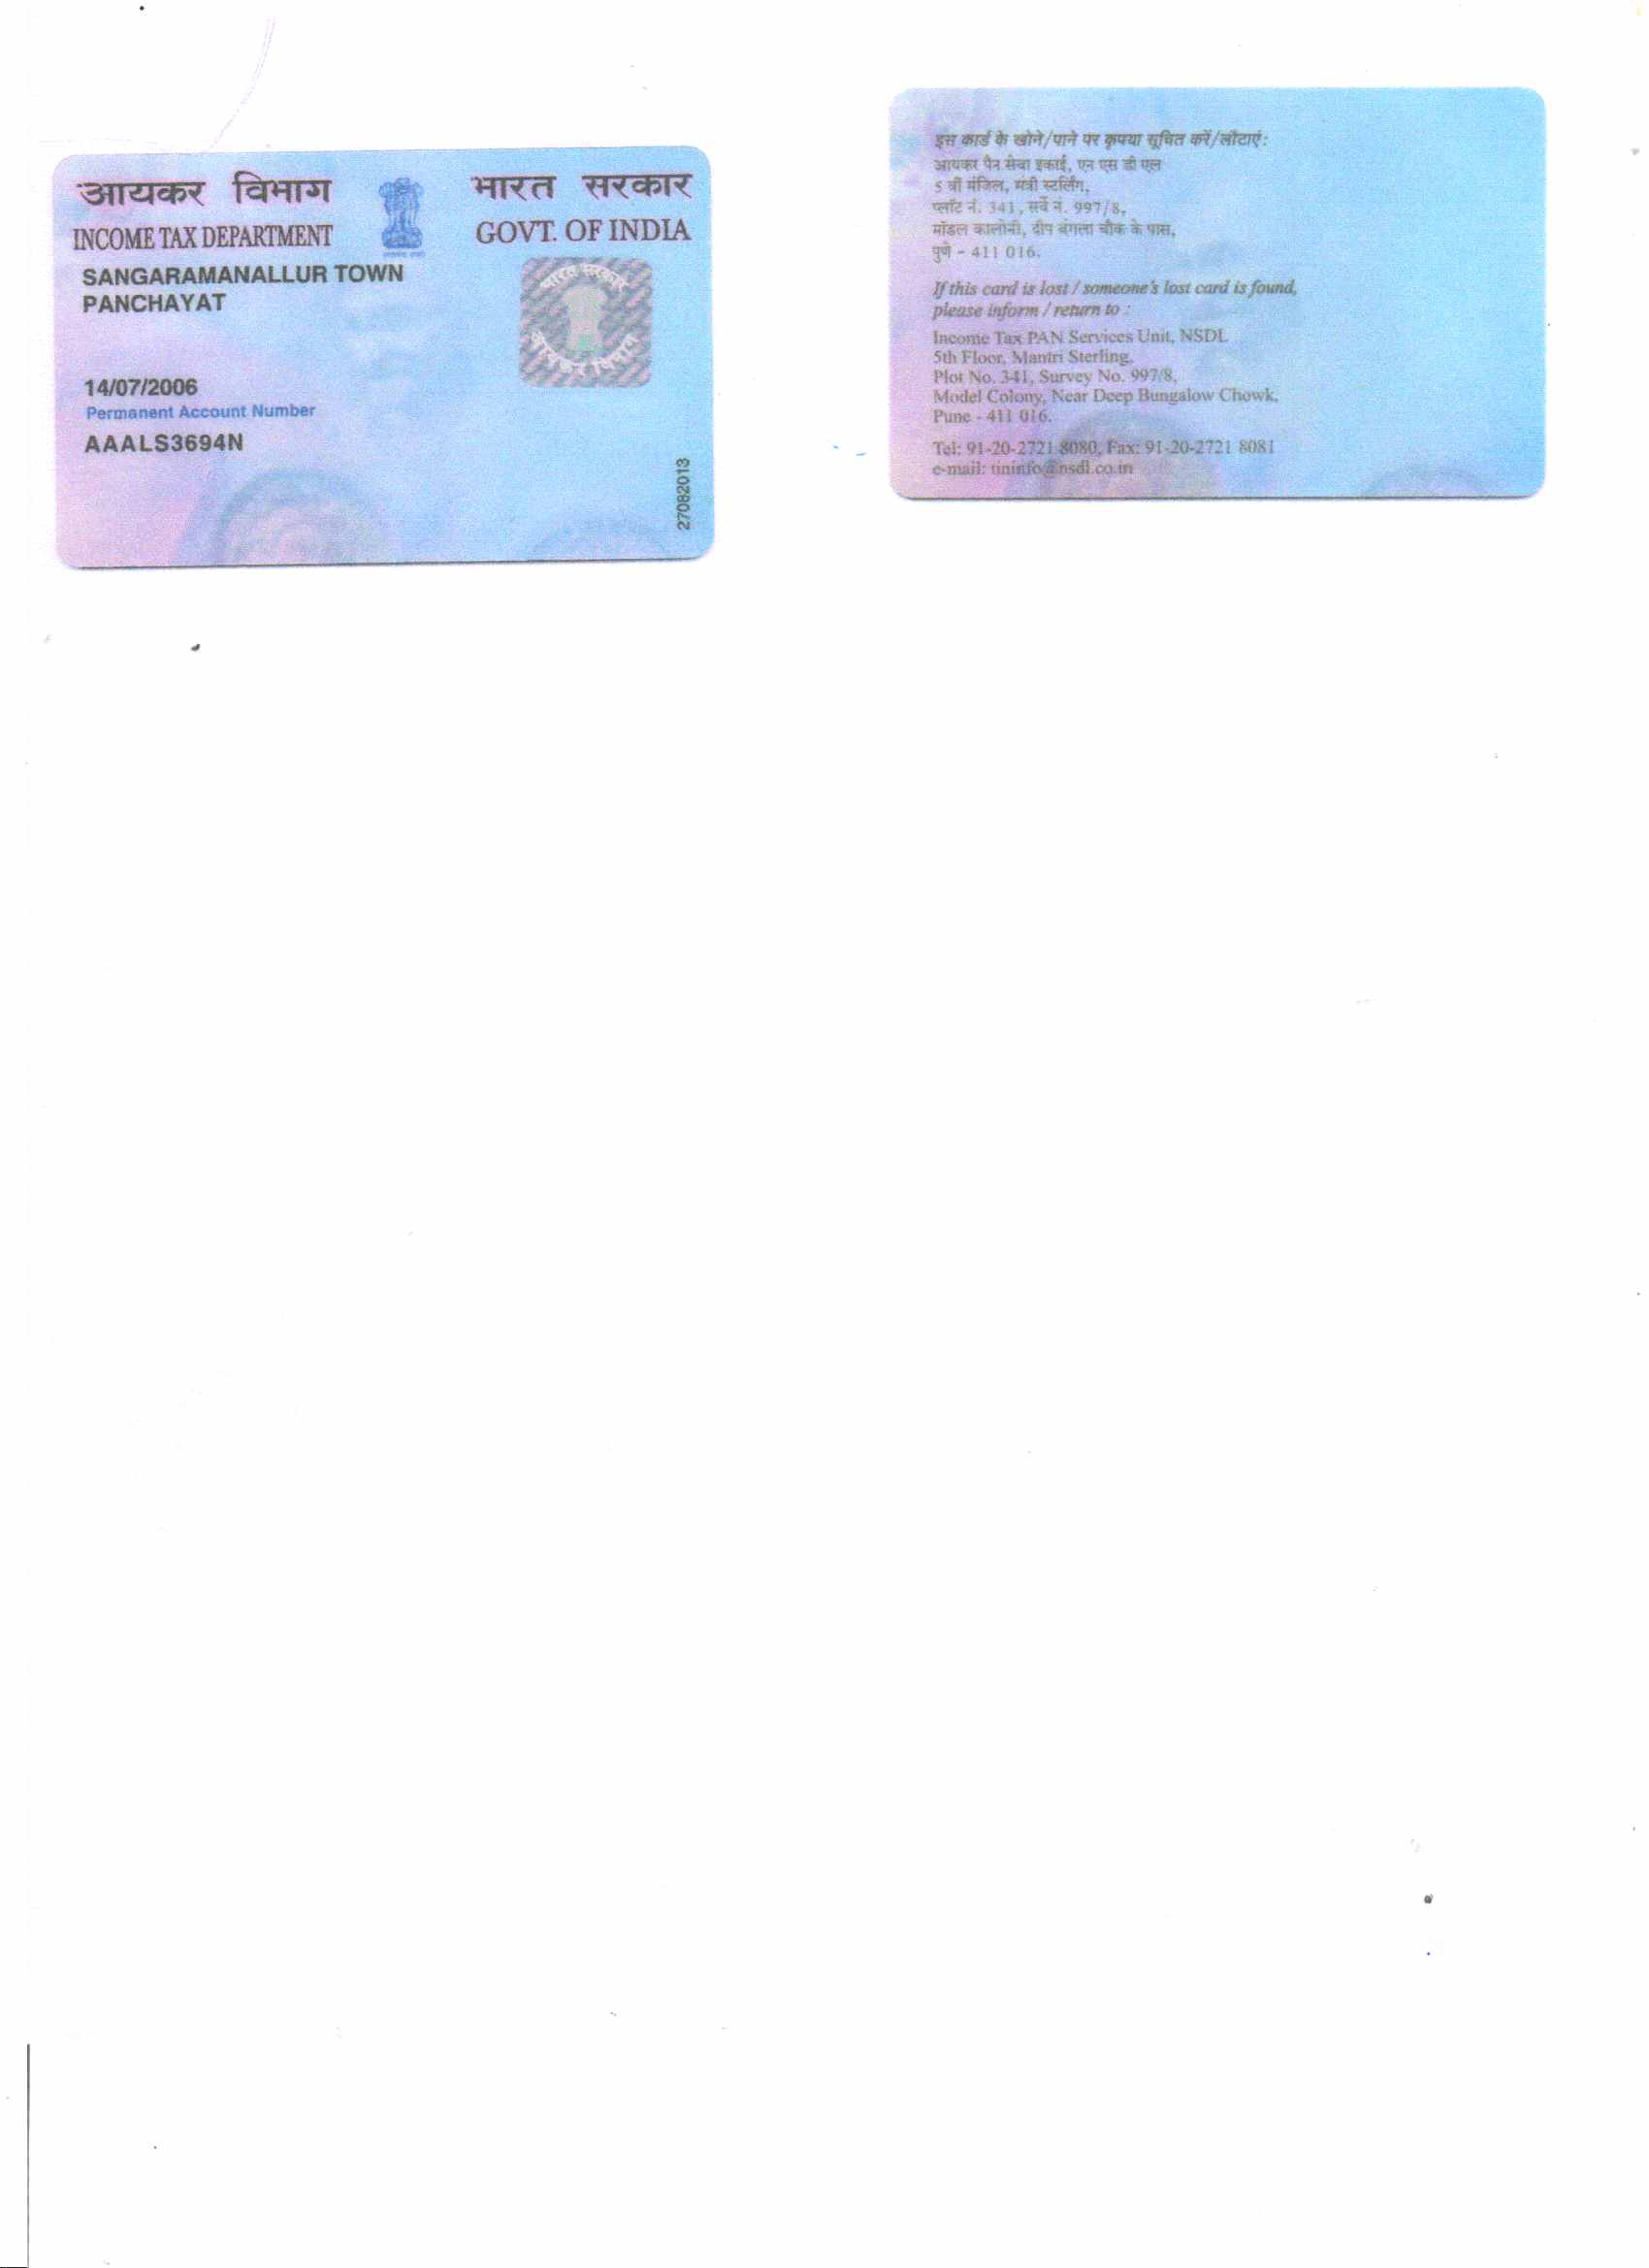 आयकर विभाग
INCOME TAX DEPARTMENT
भारत सरकार
GOVT. OF INDIA
SANGARAMANALLUR TOWN
PANCHAYAT
भारत सरकार
आयकर विभाग
14/07/2006
Permanent Account Number
AAALS3694N
27082013
इस कार्ड के खोने/पाने पर कृपया सूचित करें/लौटाएं:
आयकर पैन सेवा इकाई, एन एस डी एल
5 वीं मंजिल, मंत्री स्टर्लिंग,
प्लॉट नं. 341, सर्वे नं. 997/8,
मॉडल कालोनी, दीप बंगला चौक के पास,
पुणे - 411 016.
If this card is lost / someone's lost card is found,
please inform / return to :
Income Tax PAN Services Unit, NSDL
5th Floor, Mantri Sterling,
Plot No. 341, Survey No. 997/8,
Model Colony, Near Deep Bungalow Chowk,
Pune - 411 016.
Tel: 91-20-2721 8080, Fax: 91-20-2721 8081
e-mail: tininfo@nsdl.co.in